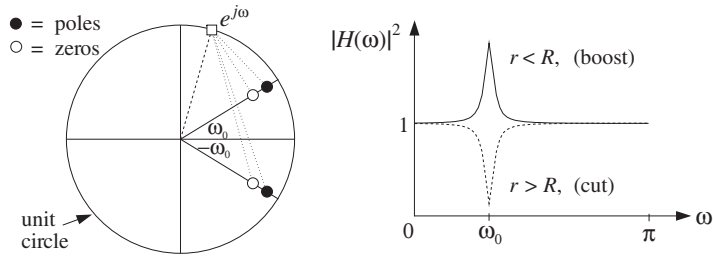 ● = poles
○ = zeros
e^{jω}
ω₀
−ω₀
unit
circle
|H(ω)|²
r < R, (boost)
1
r > R, (cut)
0
ω₀
π
ω